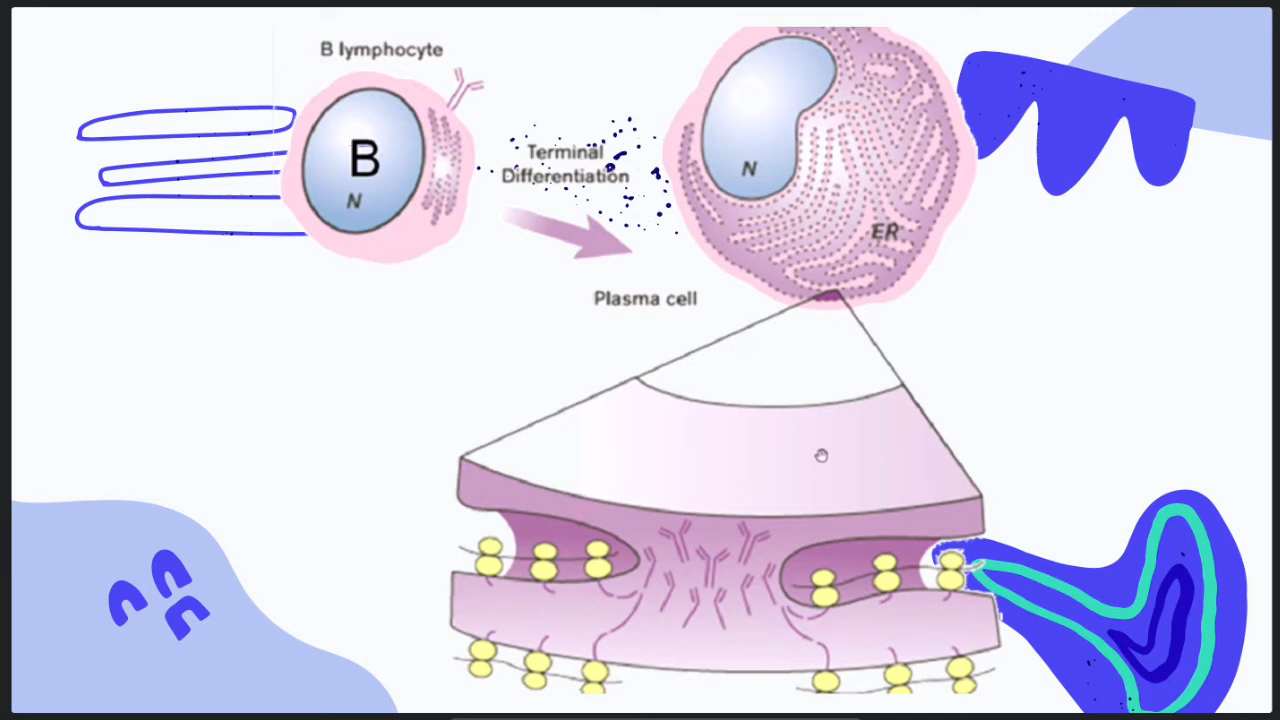 B lymphocyte
B
N
Terminal
Differentiation
N
ER
Plasma cell